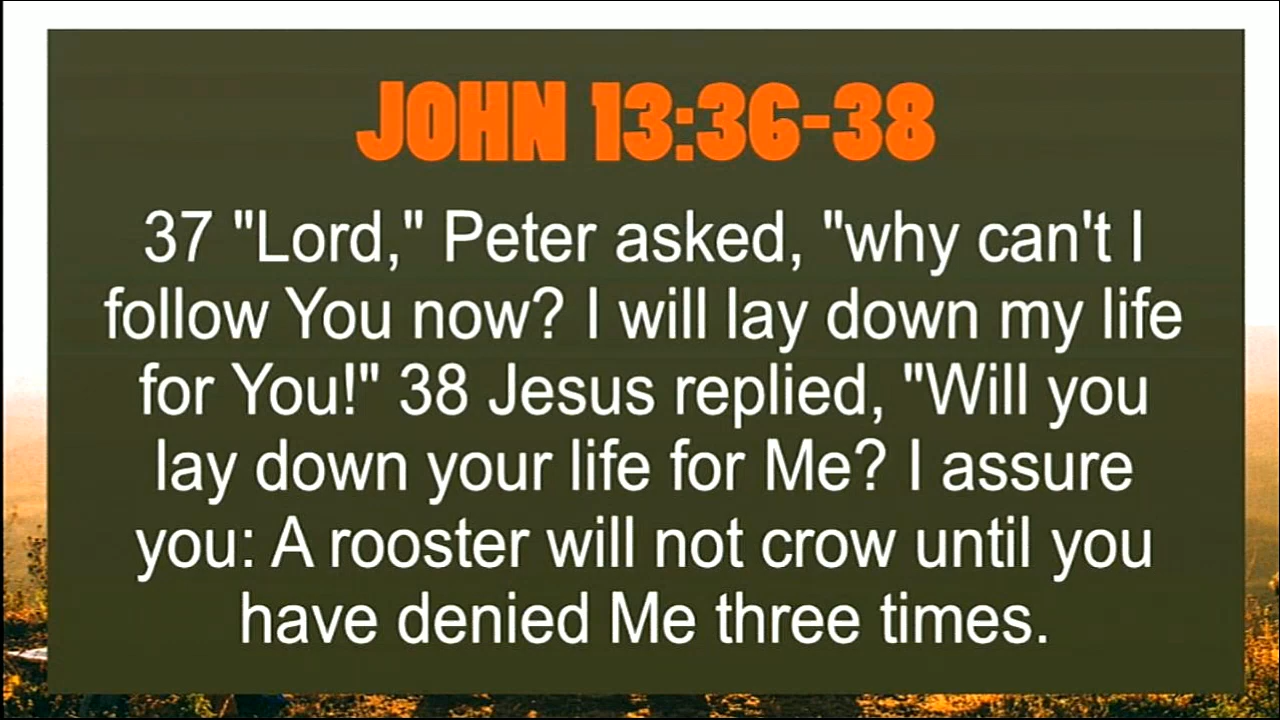 JOHN 13:36-38
37 "Lord," Peter asked, "why can't I
follow You now? I will lay down my life
for You!" 38 Jesus replied, "Will you
lay down your life for Me? I assure
you: A rooster will not crow until you
have denied Me three times.